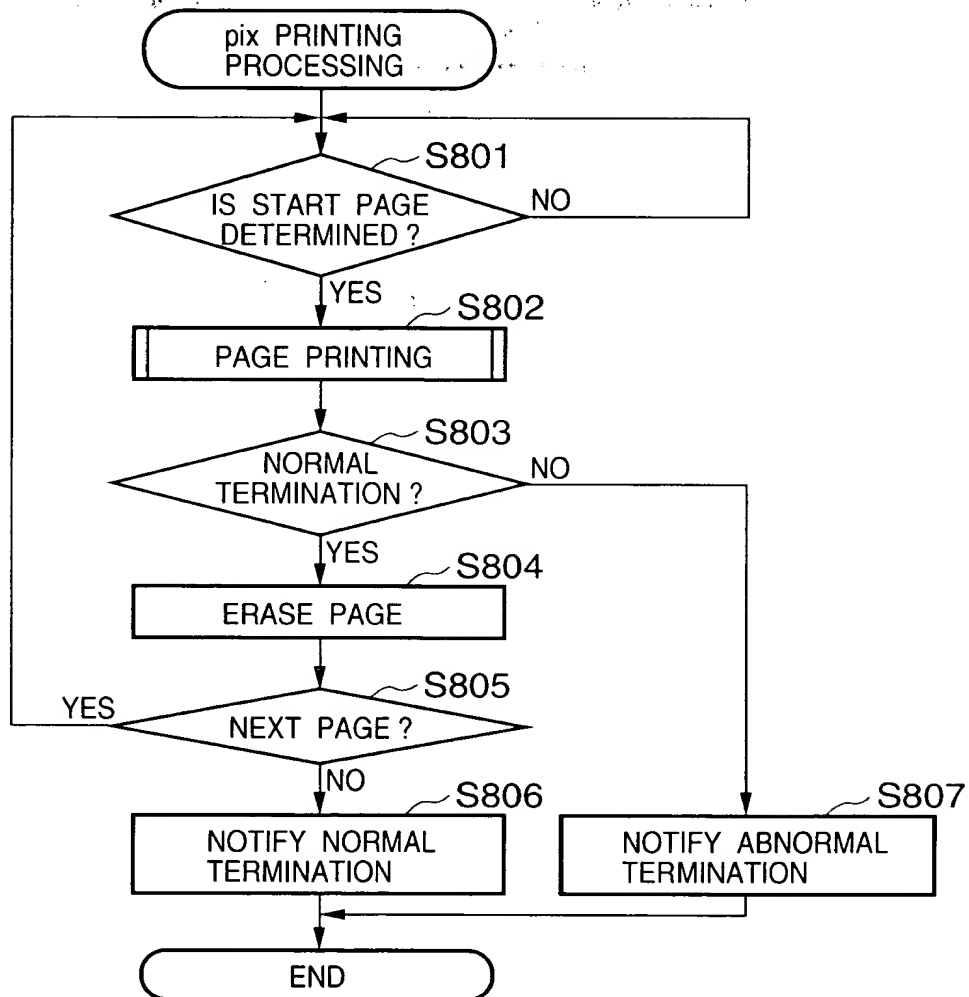 pix PRINTING
PROCESSING
S801
IS START PAGE
DETERMINED ?
NO
YES
S802
PAGE PRINTING
S803
NORMAL
TERMINATION ?
NO
YES
S804
ERASE PAGE
S805
YES
NEXT PAGE ?
NO
S806
NOTIFY NORMAL
TERMINATION
S807
NOTIFY ABNORMAL
TERMINATION
END